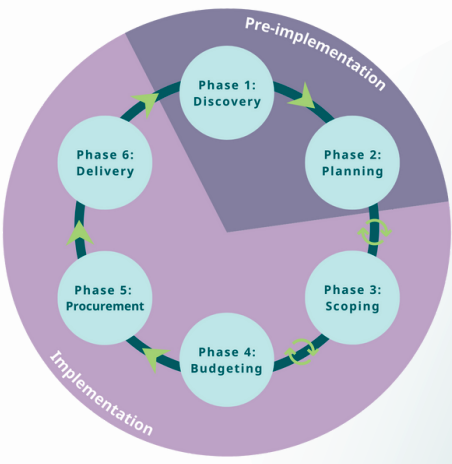 Pre-implementation
Phase 1:
Discovery
Phase 2:
Planning
Phase 3:
Scoping
Phase 4:
Budgeting
Phase 5:
Procurement
Phase 6:
Delivery
Implementation